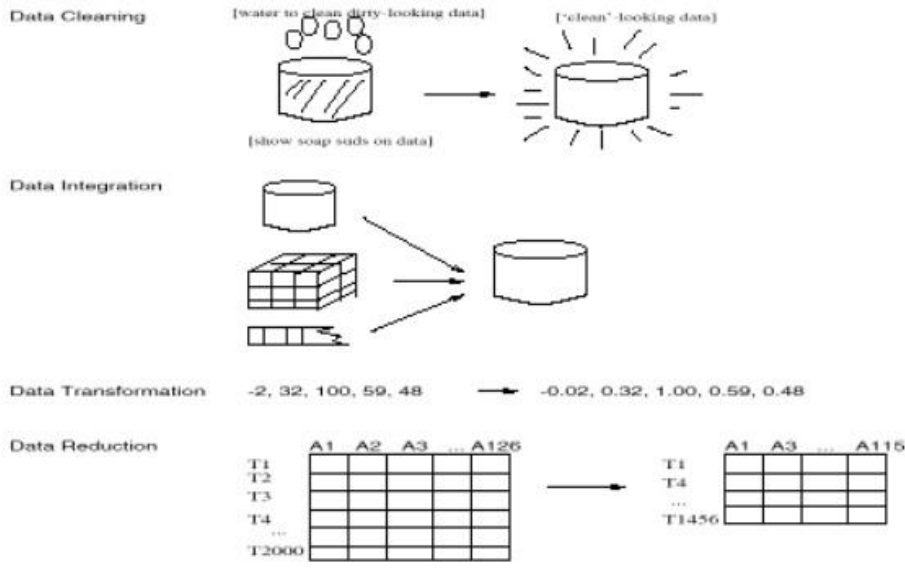 Data Cleaning
[water to clean dirty-looking data]
['clean'-looking data]
[show soap suds on data]
Data Integration
Data Transformation -2, 32, 100, 59, 48 -0.02, 0.32, 1.00, 0.59, 0.48
Data Reduction
A1 A2 A3 ... A126
T1
T2
T3
T4
...
T2000
A1 A3 ... A115
T1
T4
...
T1456